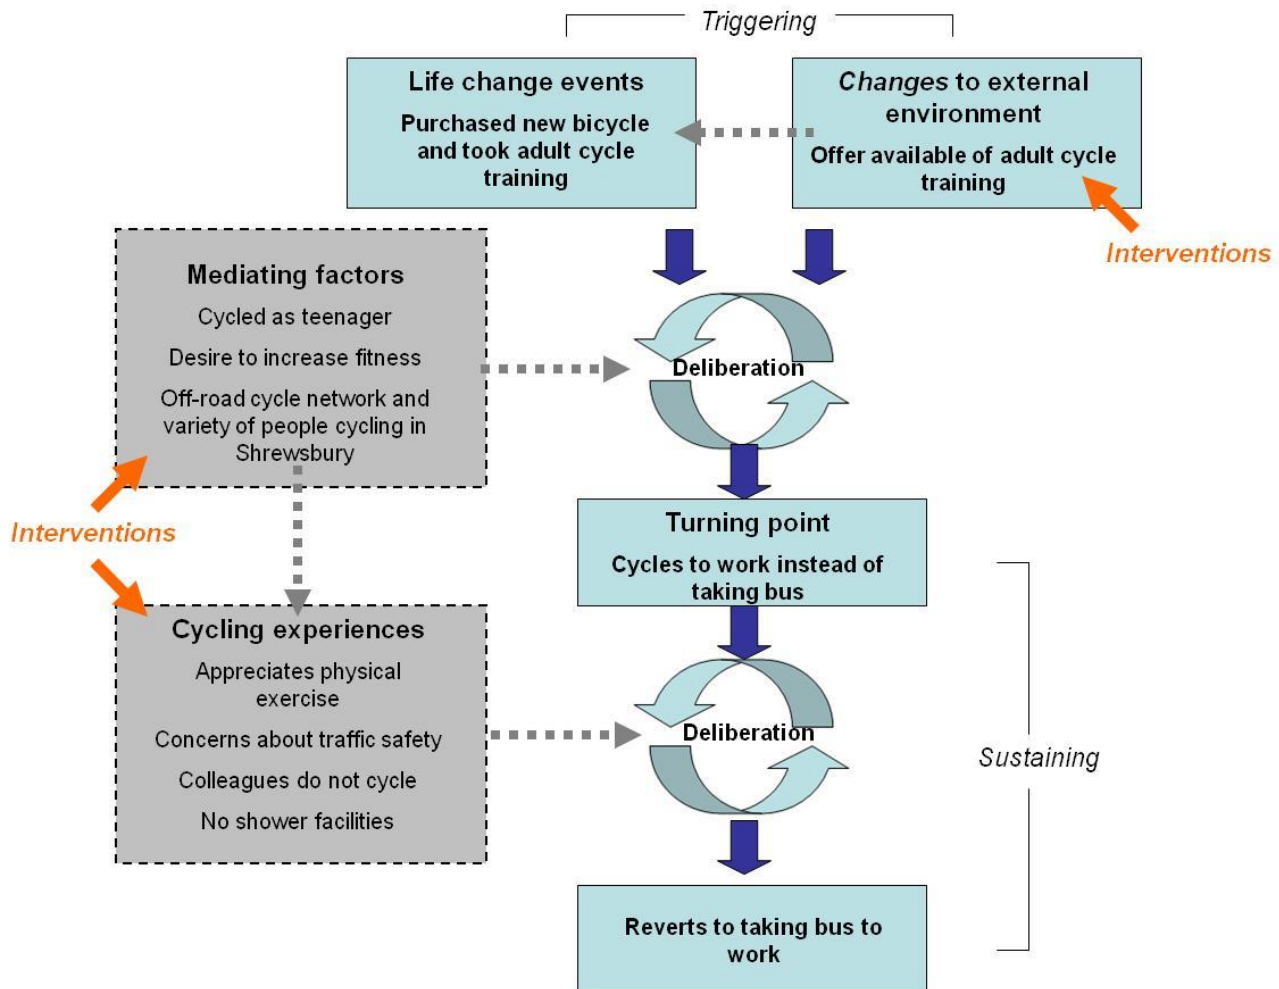 Triggering
Life change events
Purchased new bicycle
and took adult cycle
training
Changes to external
environment
Offer available of adult cycle
training
Interventions
Mediating factors
Cycled as teenager
Desire to increase fitness
Off-road cycle network and
variety of people cycling in
Shrewsbury
Deliberation
Interventions
Turning point
Cycles to work instead of
taking bus
Cycling experiences
Appreciates physical
exercise
Concerns about traffic safety
Colleagues do not cycle
No shower facilities
Deliberation
Sustaining
Reverts to taking bus to
work